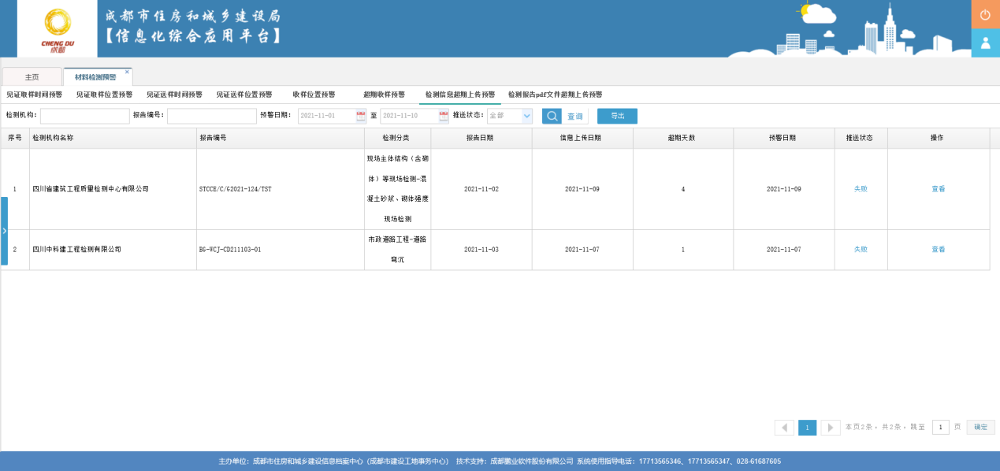 成都市住房和城乡建设局
【信息化综合应用平台】
CHENG DU
成都
主页
材料检测预警
见证取样时间预警 见证取样位置预警 见证送样时间预警 见证送样位置预警 收样位置预警 超期收样预警 检测信息超期上传预警 检测报告pdf文件超期上传预警
检测机构: 报告编号: 预警日期: 2021-11-01 至 2021-11-10 推送状态: 全部 查询 导出
序号 检测机构名称 报告编号 检测分类 报告日期 信息上传日期 超期天数 预警日期 推送状态 操作
现场主体结构（含砌
体）等现场检测-混
1 四川省建筑工程质量检测中心有限公司 STCCE/C/G2021-124/TST 2021-11-02 2021-11-09 4 2021-11-09 失败 查看
凝土砂浆、砌体强度
现场检测
市政道路工程-道路
2 四川中科建工程检测有限公司 BG-WCJ-CD211103-01 2021-11-03 2021-11-07 1 2021-11-07 失败 查看
弯沉
1 本页2条，共2条，跳至 1 页 确定
主办单位：成都市住房和城乡建设信息档案中心（成都市建设工地事务中心） 技术支持：成都鹏业软件股份有限公司 系统使用指导电话：17713565346、17713565347、028-61687605